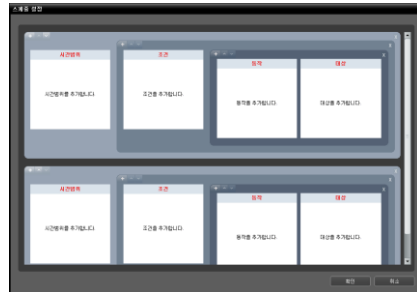 스케줄 설정
시간범위
조건
동작
대상
시간범위를 추가합니다.
조건을 추가합니다.
동작을 추가합니다.
대상을 추가합니다.
시간범위
조건
동작
대상
시간범위를 추가합니다.
조건을 추가합니다.
동작을 추가합니다.
대상을 추가합니다.
확인
취소